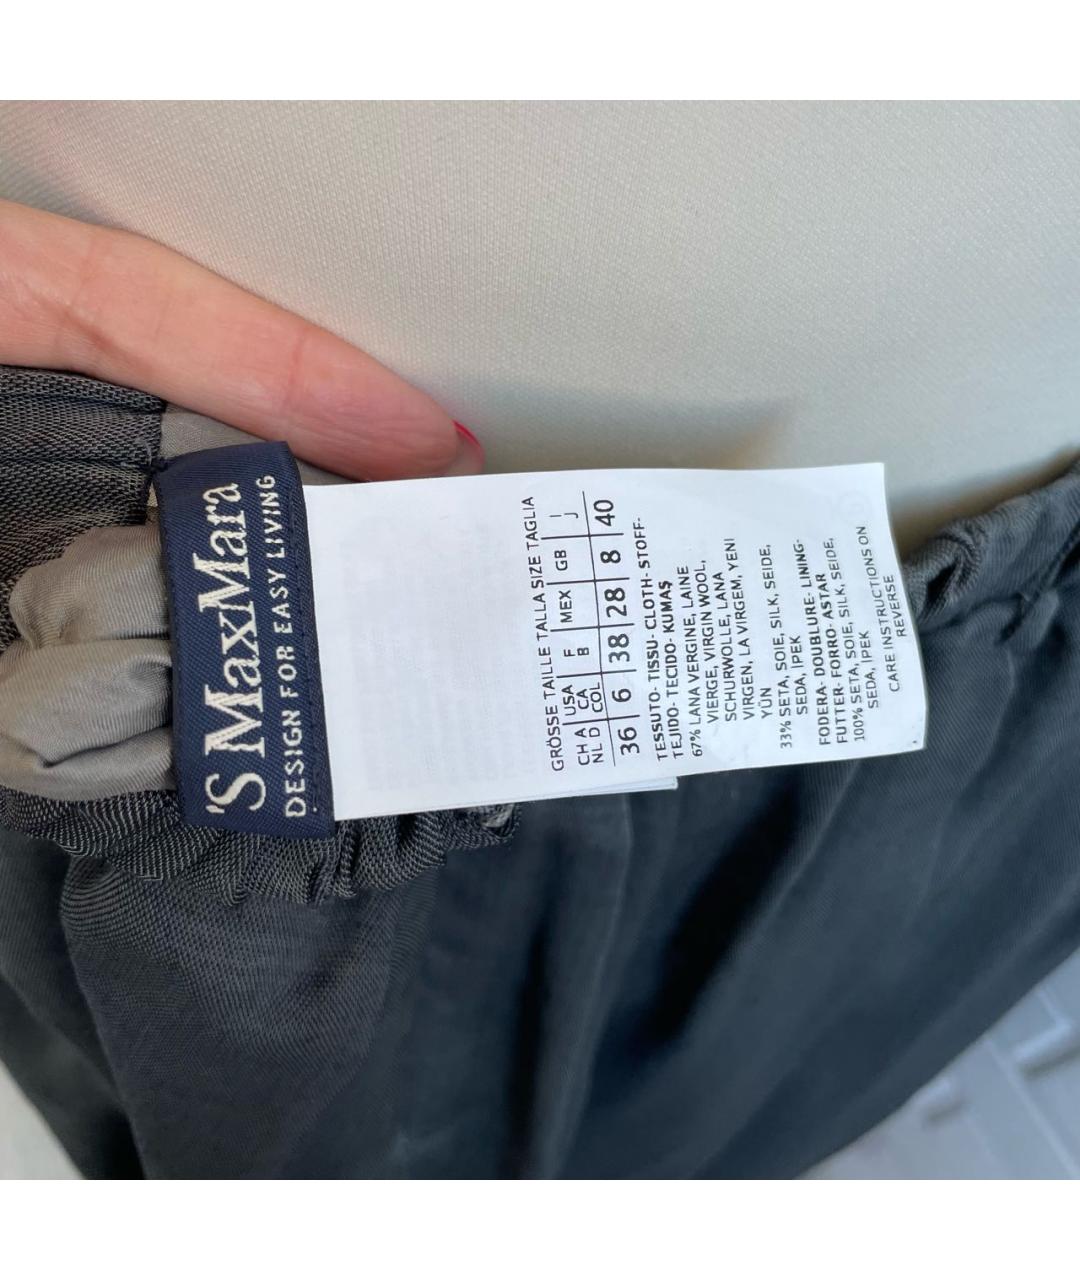 'S MaxMara
DESIGN FOR EASY LIVING
GRÖSSE TAILLE TALLA SIZE TAGLIA
CH A USA F MEX GB I
NL D CA B J
COL
36 6 38 28 8 40
TESSUTO- TISSU- CLOTH- STOFF-
TEJIDO- TECIDO- KUMAŞ
67% LANA VERGINE, LAINE
VIERGE, VIRGIN WOOL,
SCHURWOLLE, LANA
VIRGEN, LA VIRGEM, YENI
YÜN
33% SETA, SOIE, SILK, SEIDE,
SEDA, İPEK
FODERA- DOUBLURE- LINING-
FUTTER- FORRO- ASTAR
100% SETA, SOIE, SILK, SEIDE,
SEDA, IPEK
CARE INSTRUCTIONS ON
REVERSE